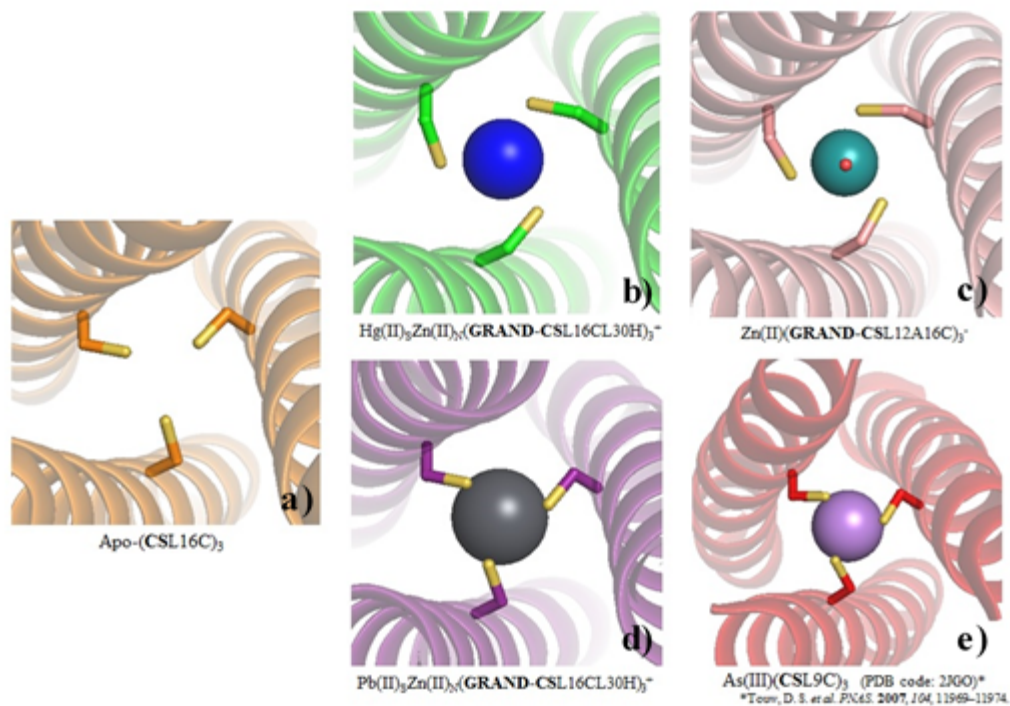 b)
c)
Hg(II)SZn(II)N(GRAND-CSL16CL30H)3+
Zn(II)(GRAND-CSL12A16C)3-
a)
Apo-(CSL16C)3
d)
e)
Pb(II)SZn(II)N(GRAND-CSL16CL30H)3+
As(III)(CSL9C)3 (PDB code: 2JGO)*
*Touw, D. S. et al. PNAS. 2007, 104, 11969–11974.